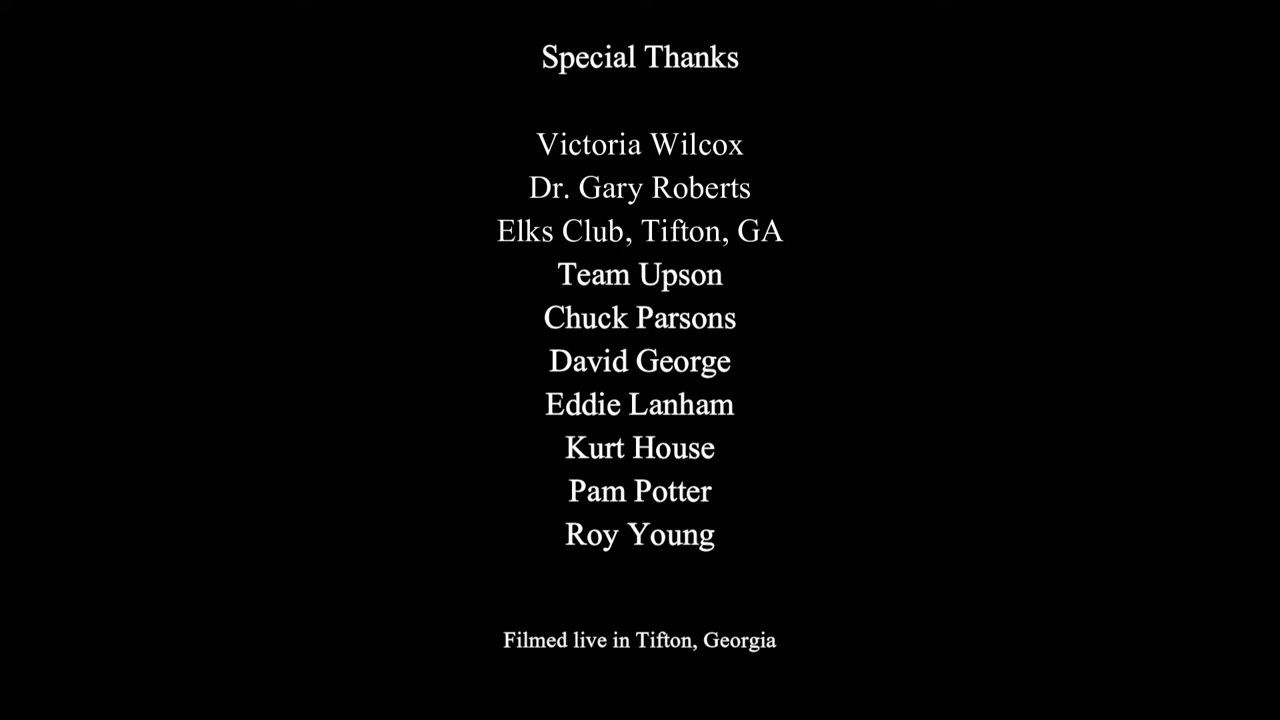 Special Thanks
Victoria Wilcox
Dr. Gary Roberts
Elks Club, Tifton, GA
Team Upson
Chuck Parsons
David George
Eddie Lanham
Kurt House
Pam Potter
Roy Young
Filmed live in Tifton, Georgia